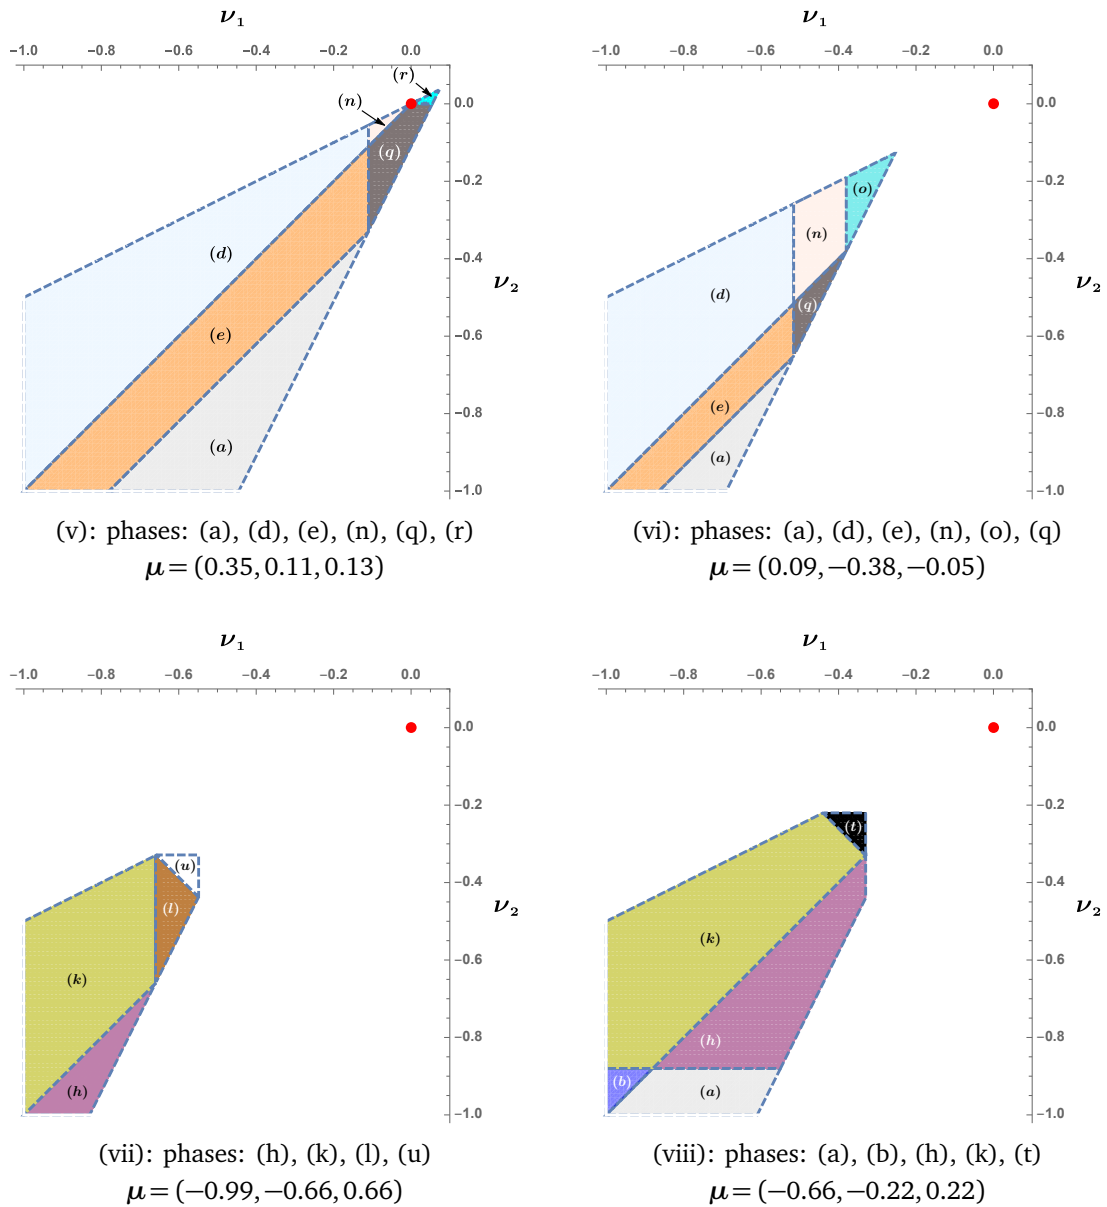 ν₁ ν₁
−1.0 −0.8 −0.6 −0.4 −0.2 0.0 −1.0 −0.8 −0.6 −0.4 −0.2 0.0
(r)
(n) 0.0 0.0
(q)
−0.2 (o) −0.2
(n)
(d) −0.4 −0.4
ν₂ ν₂
(d) (q)
(e) −0.6 −0.6
(e) −0.8 −0.8
(a) (a)
−1.0 −1.0
(v): phases: (a), (d), (e), (n), (q), (r) (vi): phases: (a), (d), (e), (n), (o), (q)
μ = (0.35, 0.11, 0.13) μ = (0.09, −0.38, −0.05)
ν₁ ν₁
−1.0 −0.8 −0.6 −0.4 −0.2 0.0 −1.0 −0.8 −0.6 −0.4 −0.2 0.0
0.0 0.0
−0.2 −0.2
(t)
(u) −0.4 −0.4
(l) ν₂ ν₂
(k)
−0.6 −0.6
(k)
−0.8 (h) −0.8
(b)
(h) (a)
−1.0 −1.0
(vii): phases: (h), (k), (l), (u) (viii): phases: (a), (b), (h), (k), (t)
μ = (−0.99, −0.66, 0.66) μ = (−0.66, −0.22, 0.22)